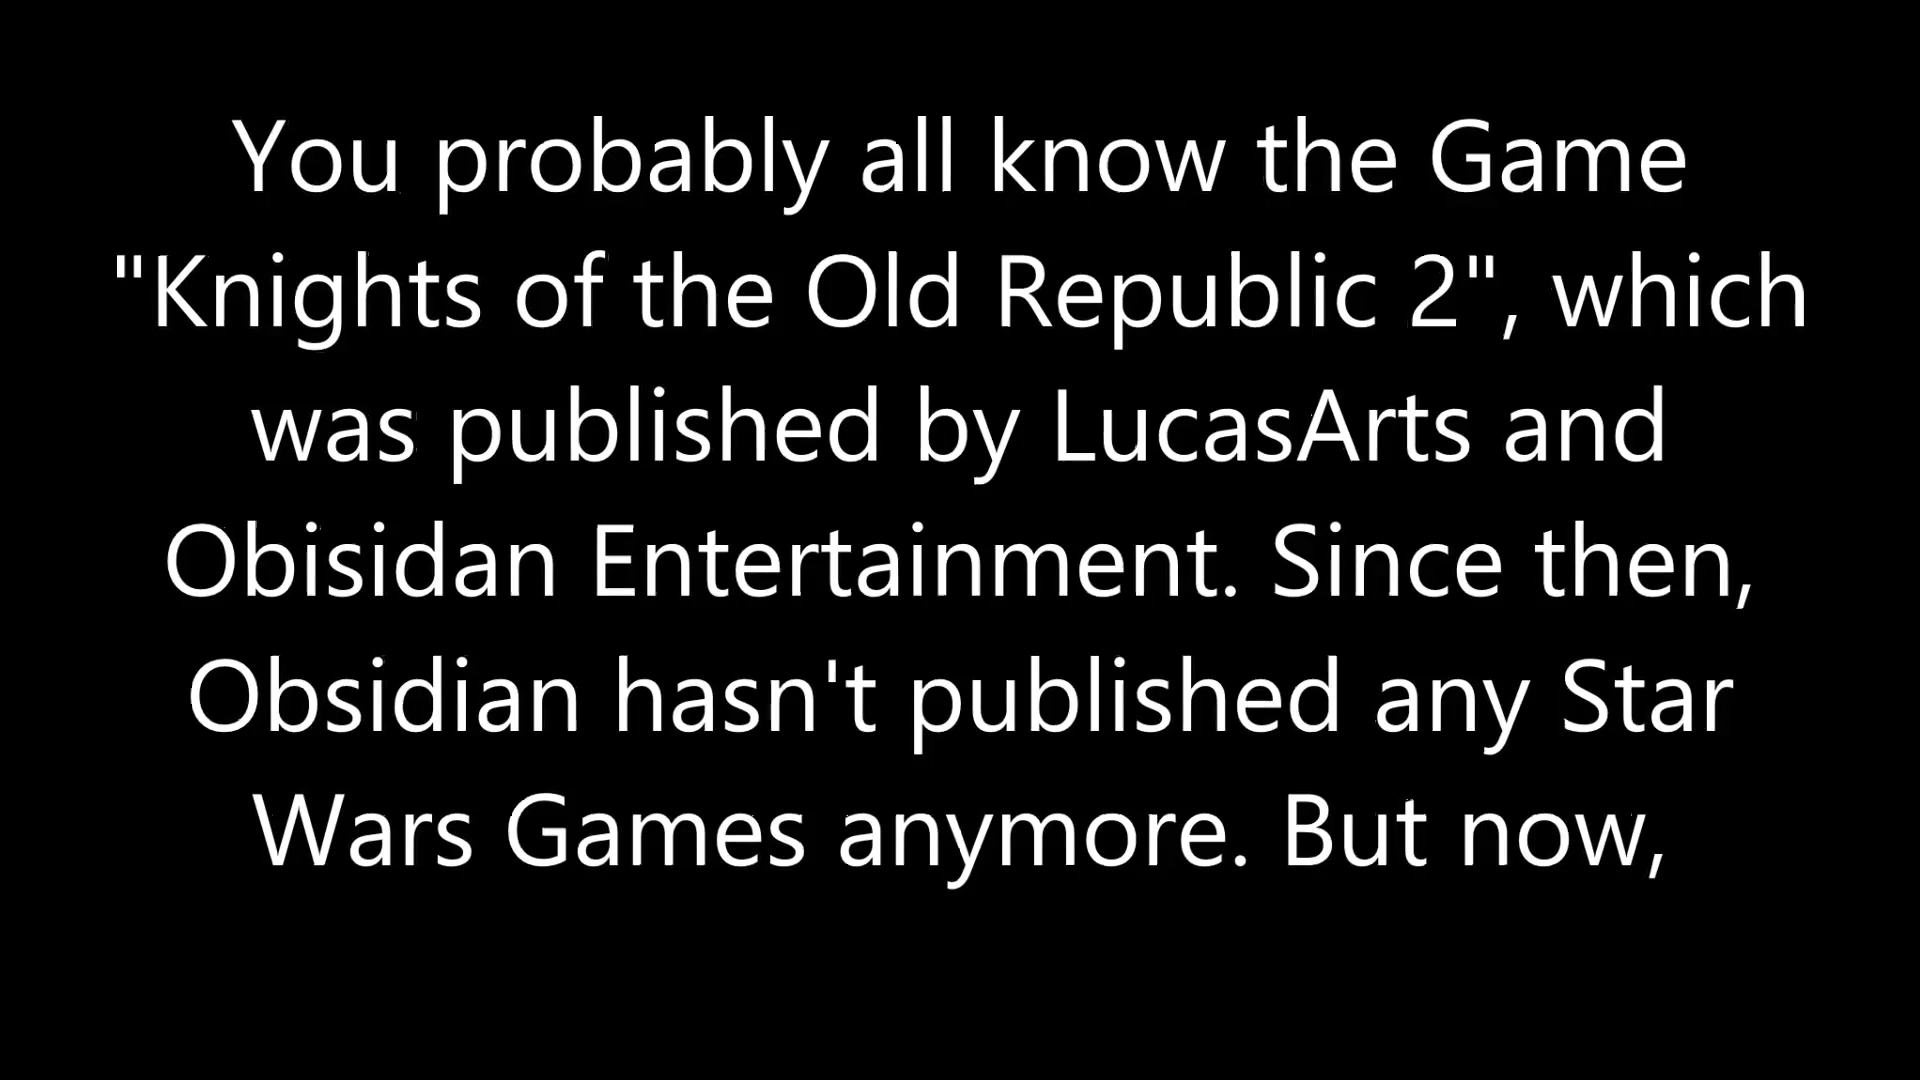 You probably all know the Game
"Knights of the Old Republic 2", which
was published by LucasArts and
Obisidan Entertainment. Since then,
Obsidian hasn't published any Star
Wars Games anymore. But now,